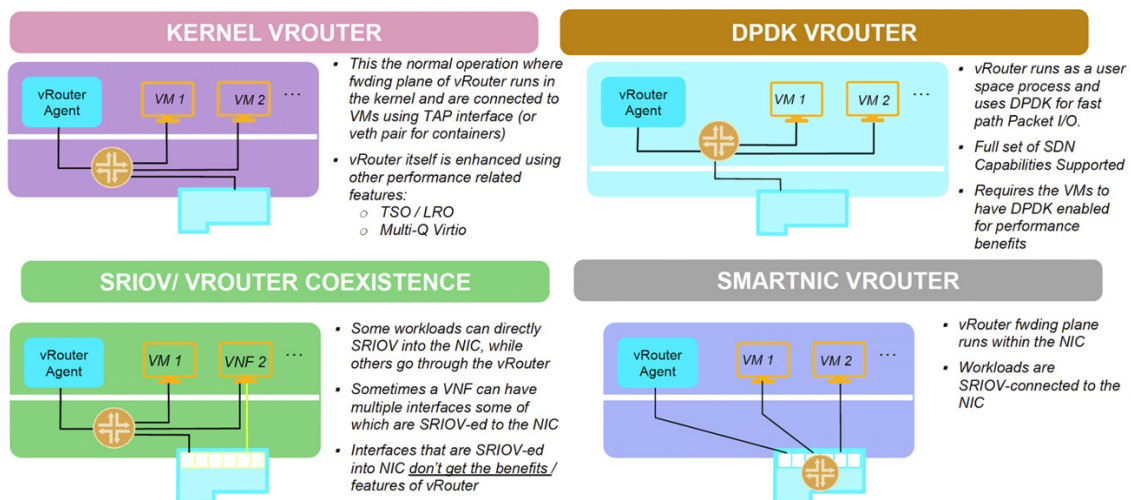 KERNEL VROUTER
vRouter
Agent
VM 1
VM 2
...
▪ This the normal operation where
fwding plane of vRouter runs in
the kernel and are connected to
VMs using TAP interface (or
veth pair for containers)
▪ vRouter itself is enhanced using
other performance related
features:
○ TSO / LRO
○ Multi-Q Virtio
DPDK VROUTER
vRouter
Agent
VM 1
VM 2
...
▪ vRouter runs as a user
space process and
uses DPDK for fast
path Packet I/O.
▪ Full set of SDN
Capabilities Supported
▪ Requires the VMs to
have DPDK enabled
for performance
benefits
SRIOV/ VROUTER COEXISTENCE
vRouter
Agent
VM 1
VNF 2
...
▪ Some workloads can directly
SRIOV into the NIC, while
others go through the vRouter
▪ Sometimes a VNF can have
multiple interfaces some of
which are SRIOV-ed to the NIC
▪ Interfaces that are SRIOV-ed
into NIC don't get the benefits /
features of vRouter
SMARTNIC VROUTER
vRouter
Agent
VM 1
VM 2
...
▪ vRouter fwding plane
runs within the NIC
▪ Workloads are
SRIOV-connected to the
NIC